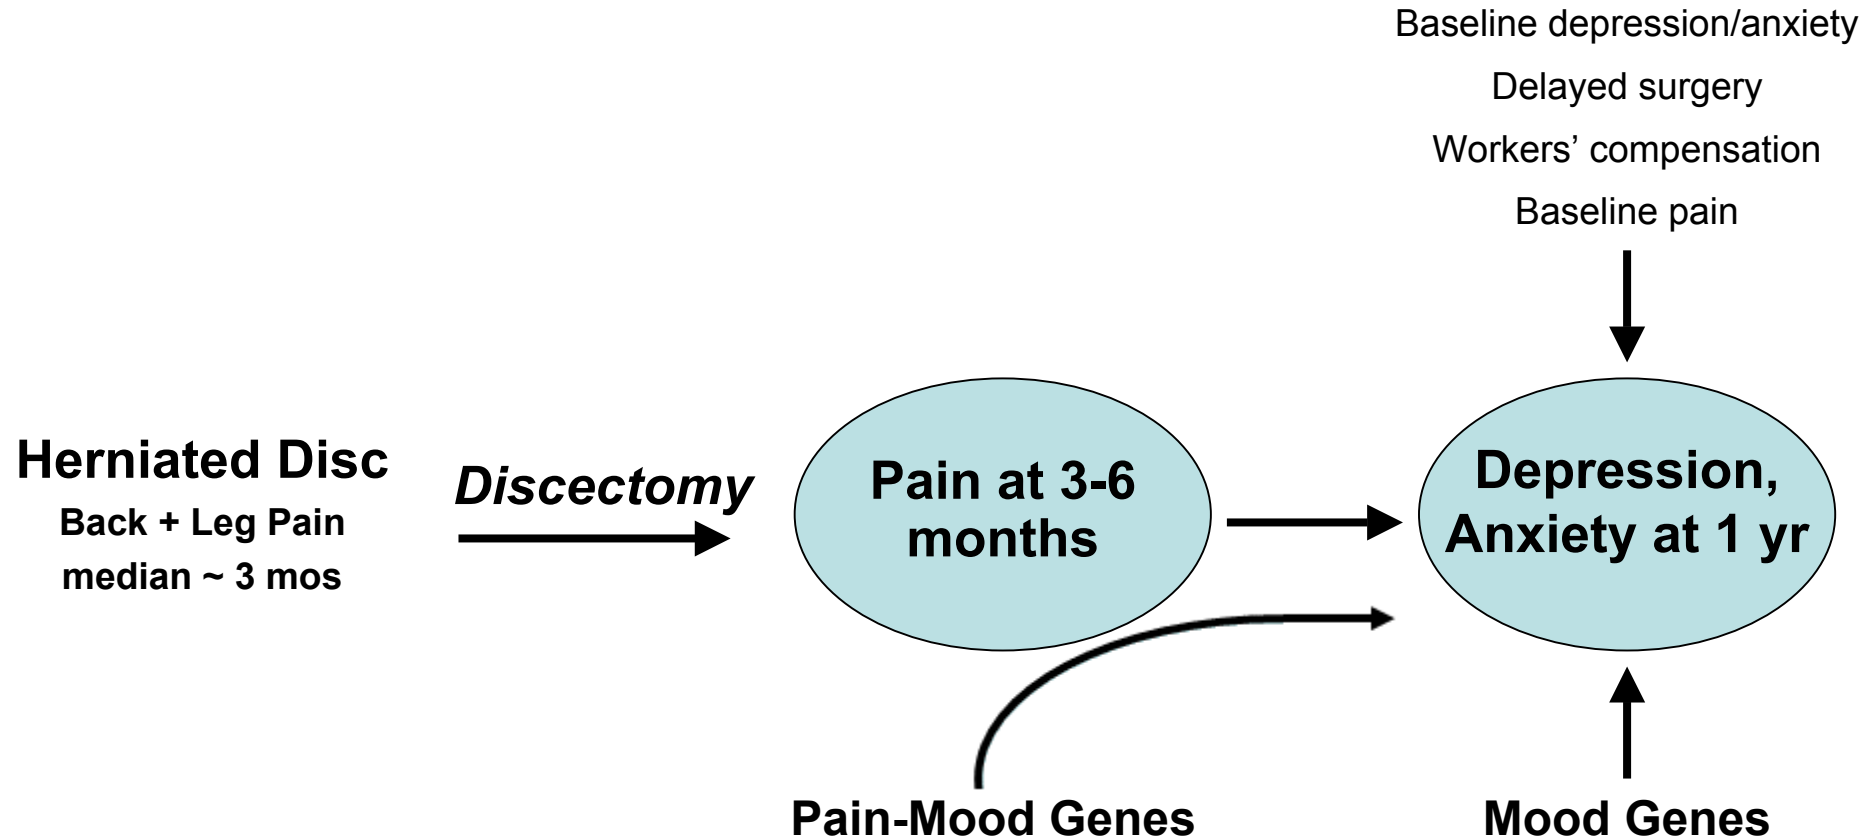 Baseline depression/anxiety
Delayed surgery
Workers’ compensation
Baseline pain
Herniated Disc
Back + Leg Pain
median ~ 3 mos
Discectomy
Pain at 3-6
months
Depression,
Anxiety at 1 yr
Pain-Mood Genes
Mood Genes